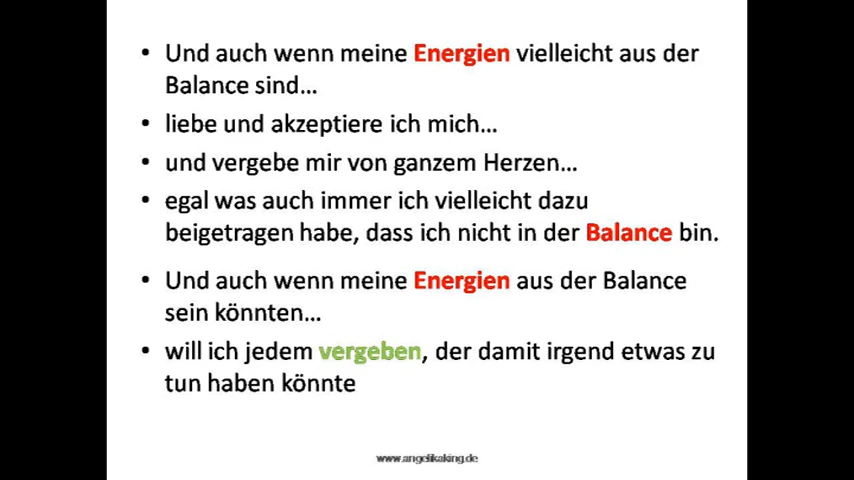 • Und auch wenn meine Energien vielleicht aus der
Balance sind…
• liebe und akzeptiere ich mich…
• und vergebe mir von ganzem Herzen…
• egal was auch immer ich vielleicht dazu
beigetragen habe, dass ich nicht in der Balance bin.
• Und auch wenn meine Energien aus der Balance
sein könnten…
• will ich jedem vergeben, der damit irgend etwas zu
tun haben könnte
www.angelikaking.de